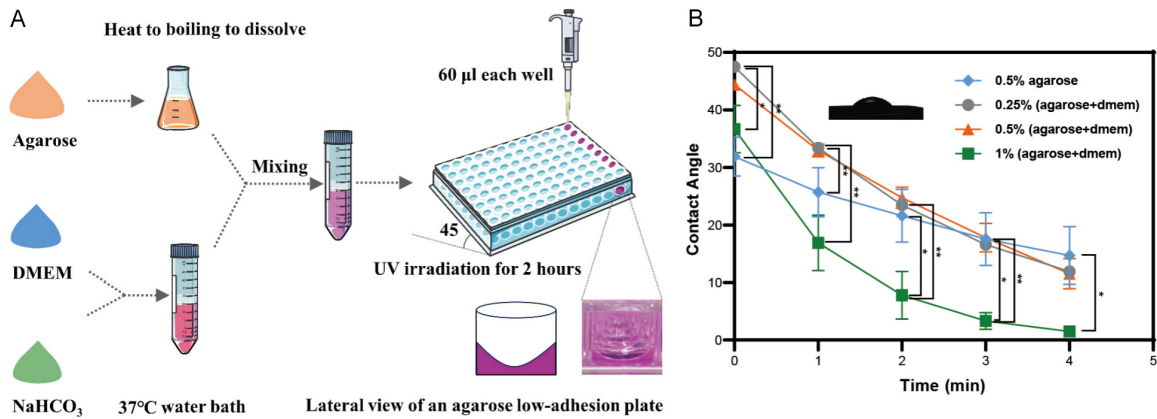 A
Heat to boiling to dissolve
60 μl each well
Agarose
Mixing
DMEM
45
UV irradiation for 2 hours
NaHCO3
37°C water bath
Lateral view of an agarose low-adhesion plate
B
Contact Angle
50
40
30
20
10
0
0.5% agarose
0.25% (agarose+dmem)
0.5% (agarose+dmem)
1% (agarose+dmem)
*
**
**
**
*
**
*
**
*
0 1 2 3 4 5
Time (min)